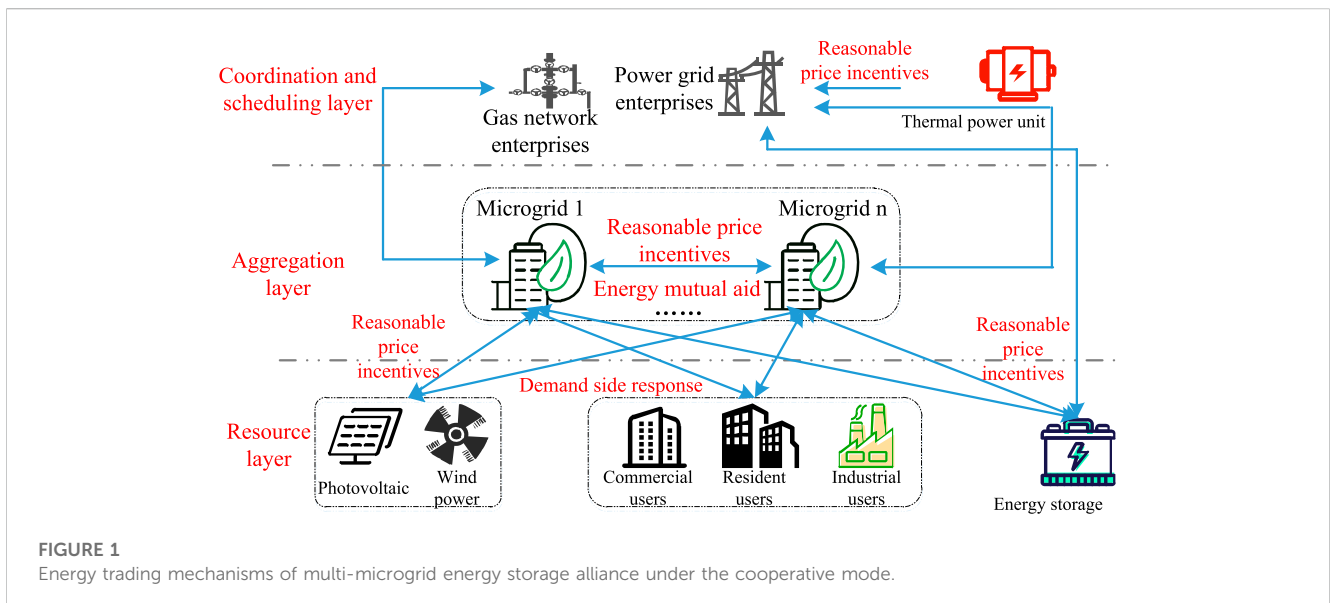 Coordination and
scheduling layer
Gas network
enterprises
Power grid
enterprises
Reasonable
price incentives
Thermal power unit
Aggregation
layer
Microgrid 1
Reasonable price
incentives
Energy mutual aid
......
Microgrid n
Reasonable
price
incentives
Demand side response
Reasonable
price
incentives
Resource
layer
Photovoltaic
Wind
power
Commercial
users
Resident
users
Industrial
users
Energy storage
FIGURE 1
Energy trading mechanisms of multi-microgrid energy storage alliance under the cooperative mode.